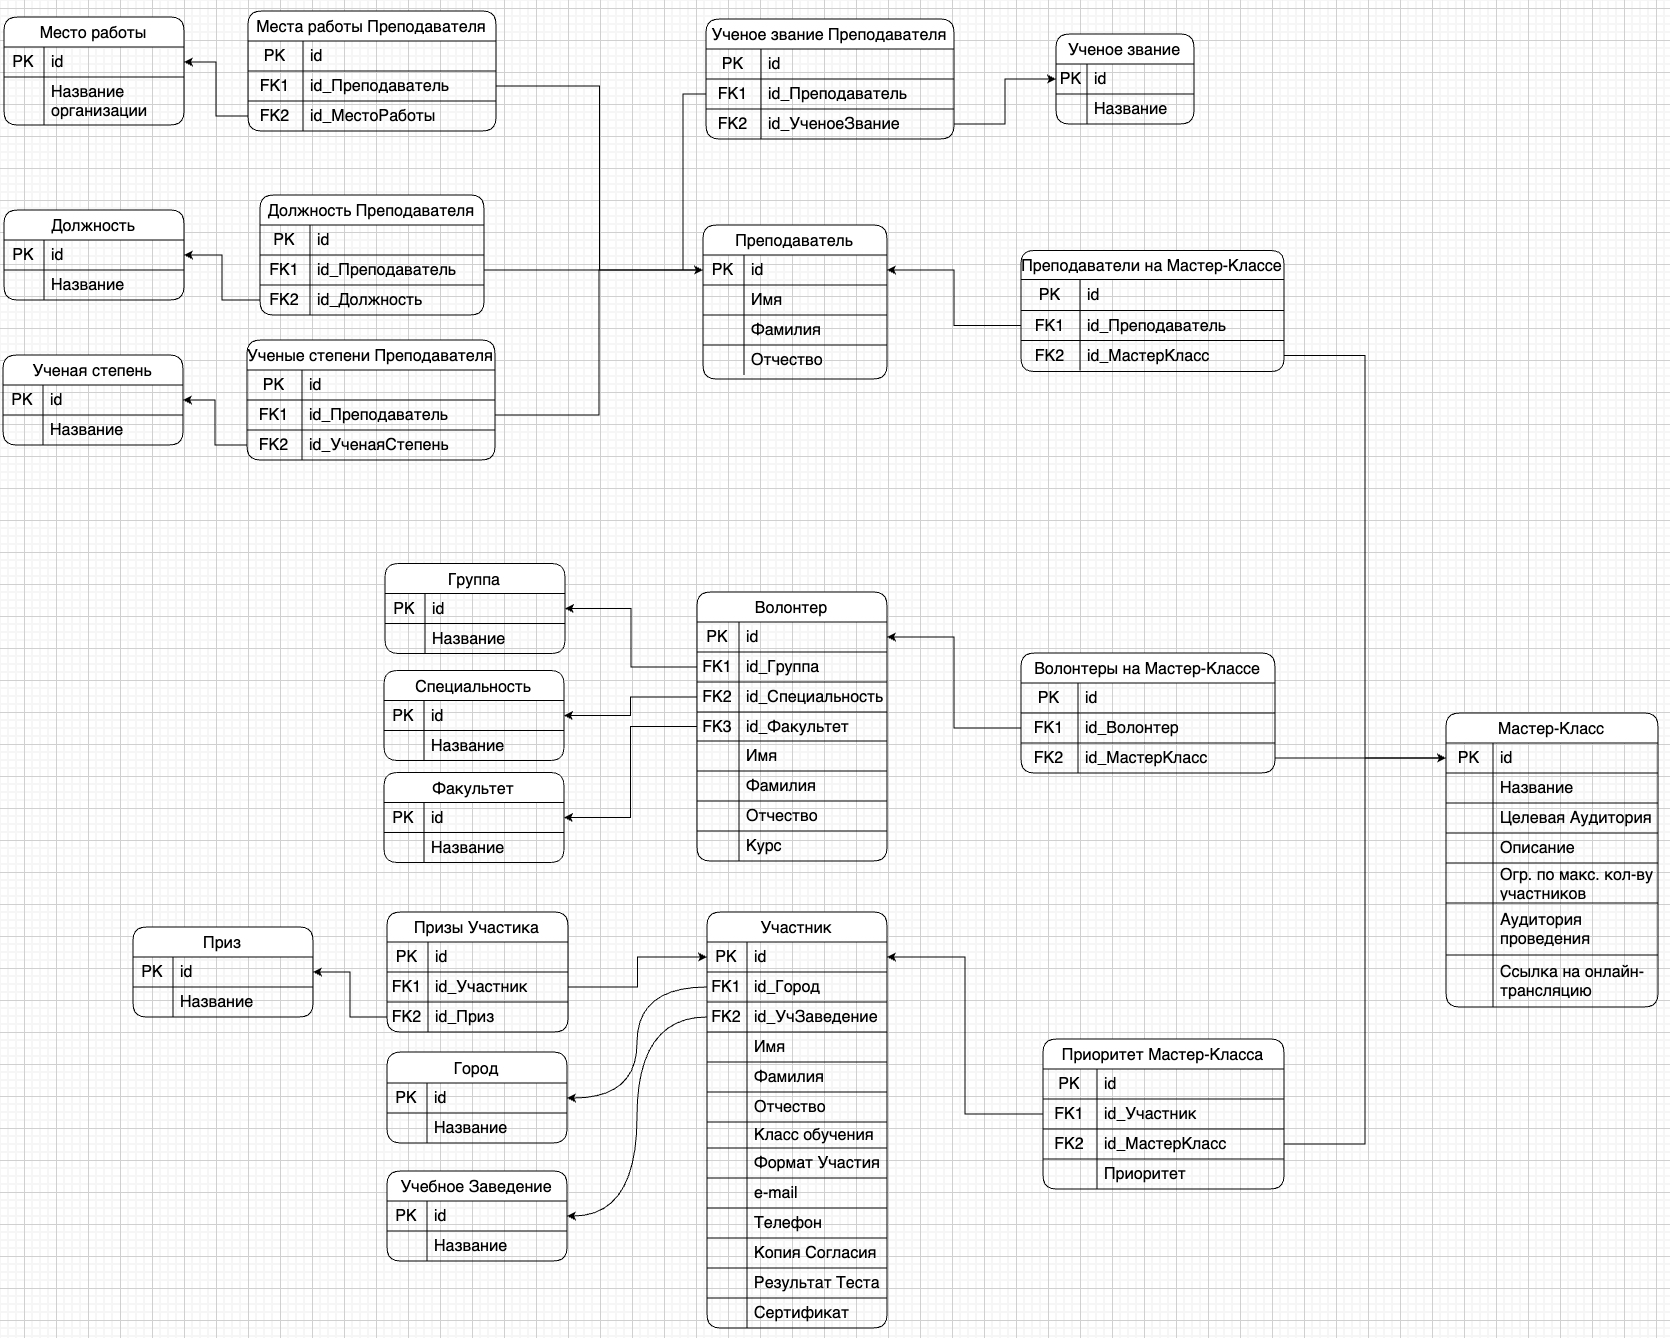 Место работы
PK id
Название
организации
Места работы Преподавателя
PK id
FK1 id_Преподаватель
FK2 id_МестоРаботы
Ученое звание Преподавателя
PK id
FK1 id_Преподаватель
FK2 id_УченоеЗвание
Ученое звание
PK id
Название
Должность
PK id
Название
Должность Преподавателя
PK id
FK1 id_Преподаватель
FK2 id_Должность
Преподаватель
PK id
Имя
Фамилия
Отчество
Преподаватели на Мастер-Классе
PK id
FK1 id_Преподаватель
FK2 id_МастерКласс
Ученая степень
PK id
Название
Ученые степени Преподавателя
PK id
FK1 id_Преподаватель
FK2 id_УченаяСтепень
Группа
PK id
Название
Специальность
PK id
Название
Факультет
PK id
Название
Волонтер
PK id
FK1 id_Группа
FK2 id_Специальность
FK3 id_Факультет
Имя
Фамилия
Отчество
Курс
Волонтеры на Мастер-Классе
PK id
FK1 id_Волонтер
FK2 id_МастерКласс
Мастер-Класс
PK id
Название
Целевая Аудитория
Описание
Огр. по макс. кол-ву
участников
Аудитория
проведения
Ссылка на онлайн-
трансляцию
Приз
PK id
Название
Призы Участика
PK id
FK1 id_Участник
FK2 id_Приз
Город
PK id
Название
Учебное Заведение
PK id
Название
Участник
PK id
FK1 id_Город
FK2 id_УчЗаведение
Имя
Фамилия
Отчество
Класс обучения
Формат Участия
e-mail
Телефон
Копия Согласия
Результат Теста
Сертификат
Приоритет Мастер-Класса
PK id
FK1 id_Участник
FK2 id_МастерКласс
Приоритет